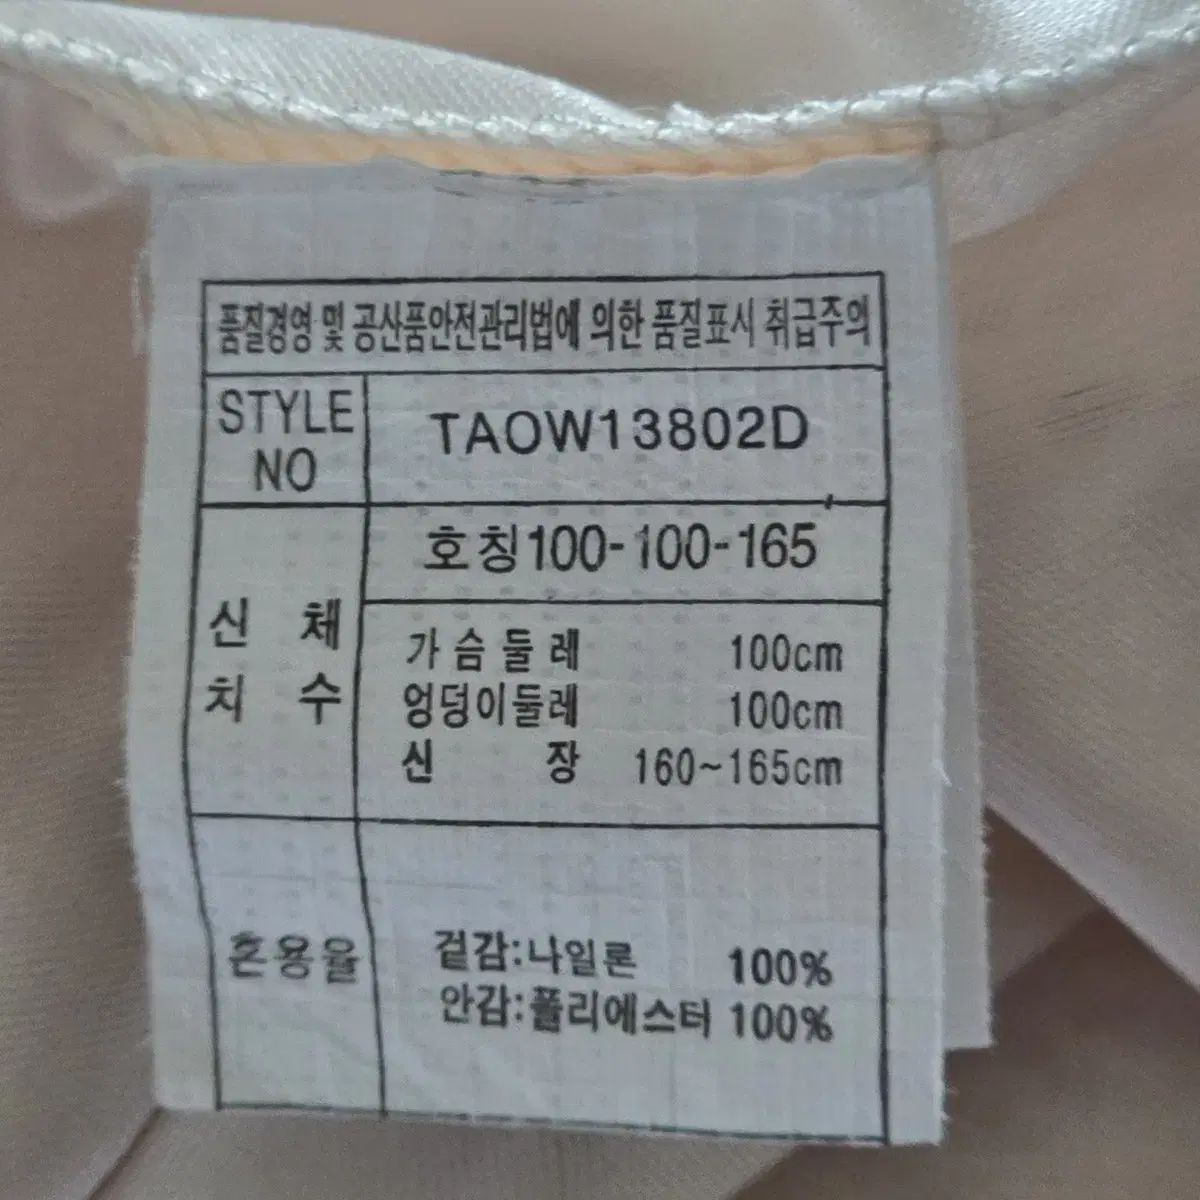 품질경영 및 공산품안전관리법에 의한 품질표시 취급주의
STYLE NO
TAOW13802D
신체 치수
호칭100-100-165
가슴둘레 100cm
엉덩이둘레 100cm
신장 160~165cm
혼용율
겉감:나일론 100%
안감:폴리에스터 100%